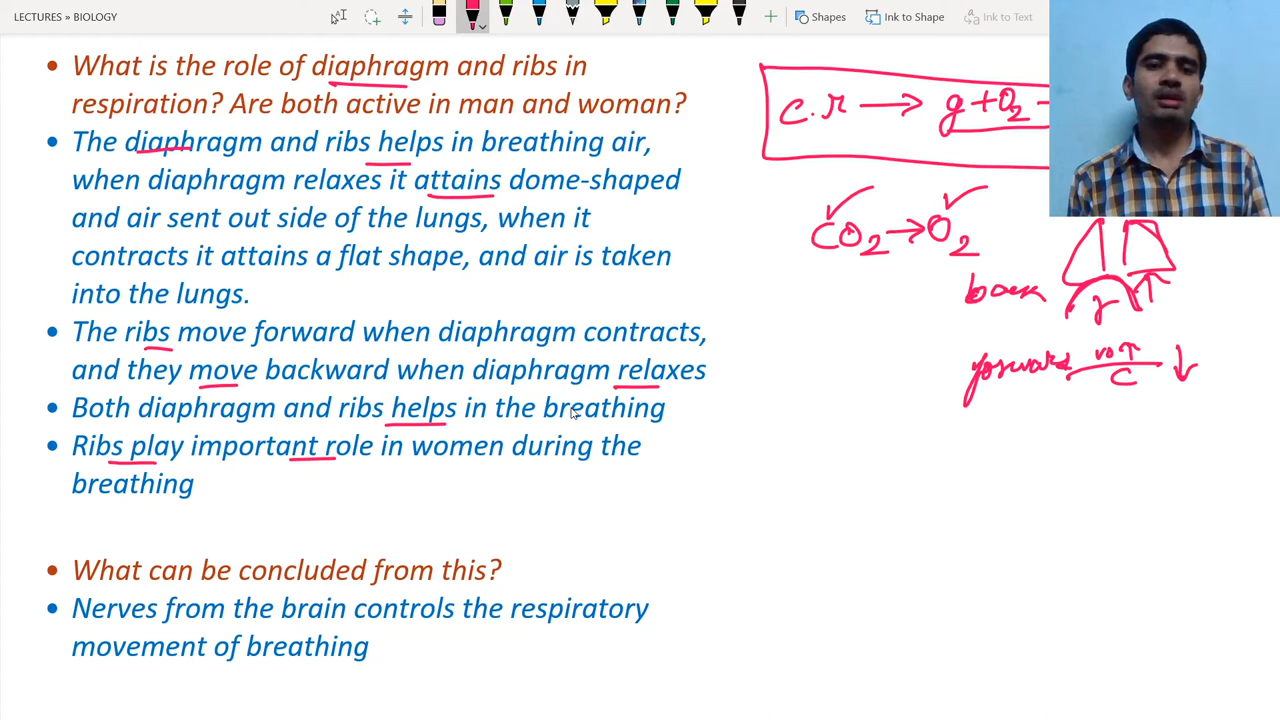 LECTURES » BIOLOGY
Shapes
Ink to Shape
Ink to Text
• What is the role of diaphragm and ribs in
respiration? Are both active in man and woman?
• The diaphragm and ribs helps in breathing air,
when diaphragm relaxes it attains dome-shaped
and air sent out side of the lungs, when it
contracts it attains a flat shape, and air is taken
into the lungs.
• The ribs move forward when diaphragm contracts,
and they move backward when diaphragm relaxes
• Both diaphragm and ribs helps in the breathing
• Ribs play important role in women during the
breathing
• What can be concluded from this?
• Nerves from the brain controls the respiratory
movement of breathing
C.r → g+O2
CO2 → O2
back
r
forward
C